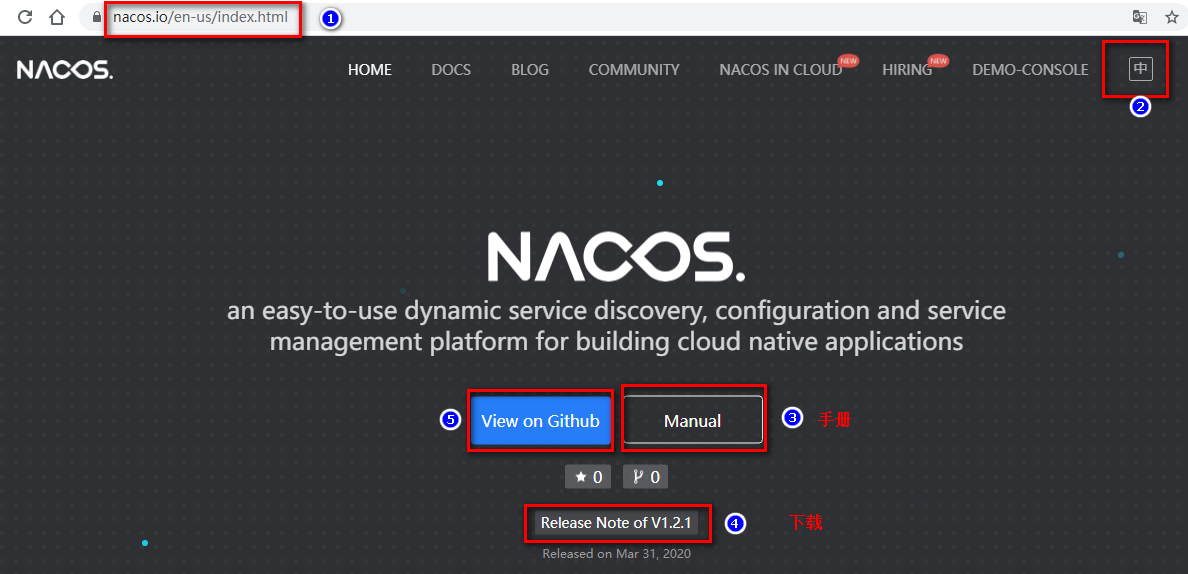 nacos.io/en-us/index.html
1
NACOS.
HOME DOCS BLOG COMMUNITY NACOS IN CLOUD NEW HIRING NEW DEMO-CONSOLE 中
2
NACOS.
an easy-to-use dynamic service discovery, configuration and service
management platform for building cloud native applications
5 View on Github Manual 3 手册
0 0
Release Note of V1.2.1 4 下载
Released on Mar 31, 2020